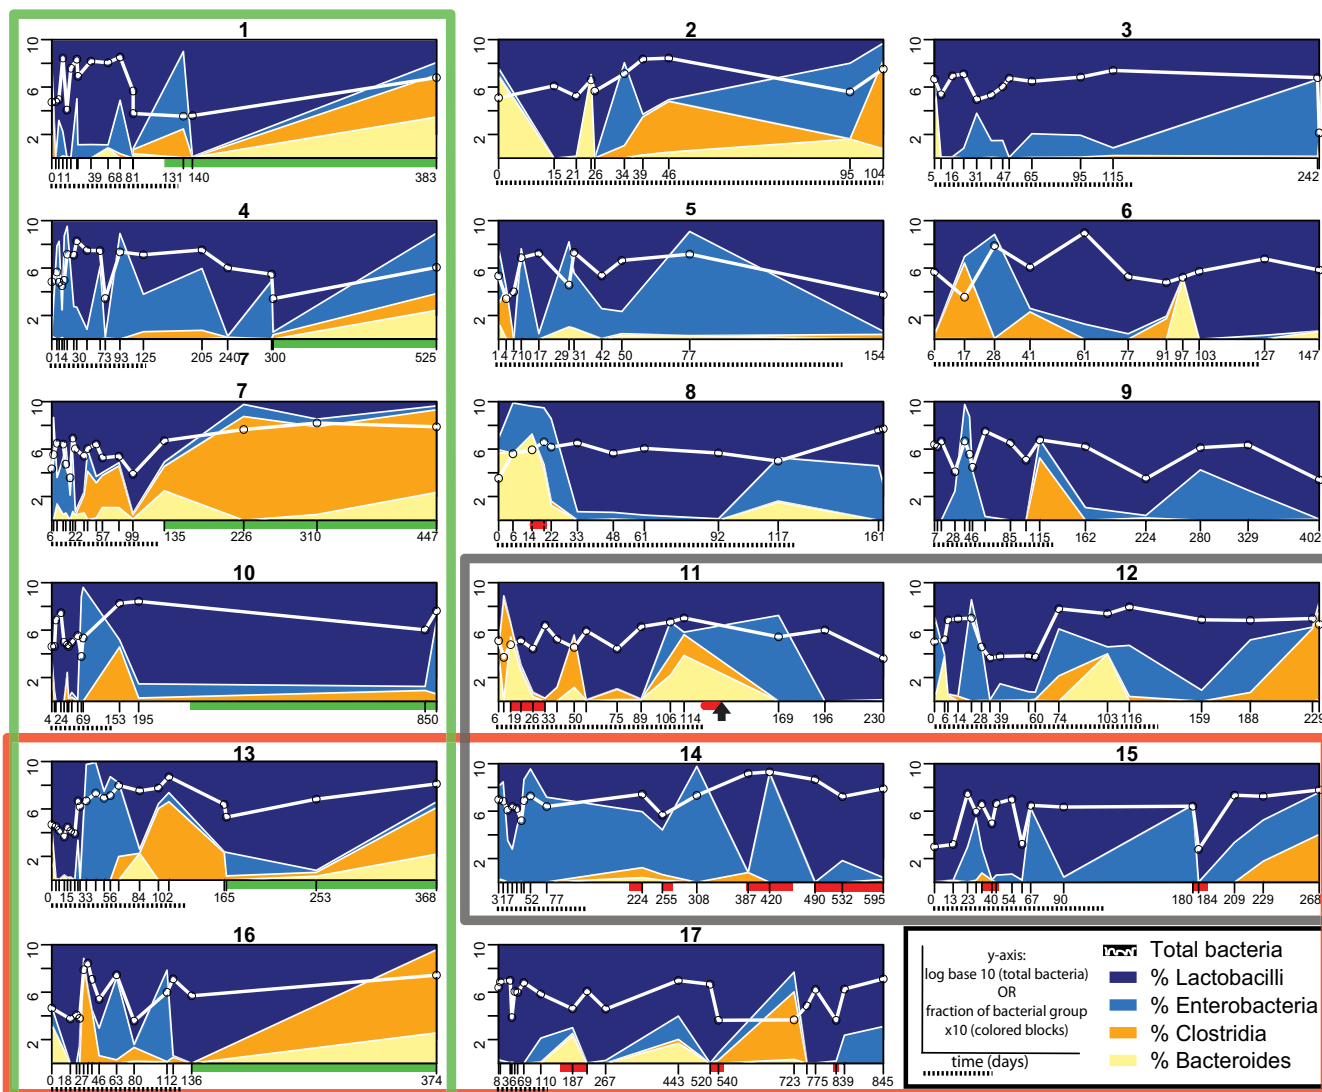 1 2 3
10 6 2
0 11 39 68 81 131 140 383
10 6 2
0 15 21 26 34 39 46 95 104
10 6 2
5 16 31 47 65 95 115 242
4 5 6
10 6 2
0 14 30 73 93 125 205 240 300 525
7
10 6 2
1 4 7 10 17 29 31 42 50 77 154
10 6 2
6 17 28 41 61 77 91 97 103 127 147
7 8 9
10 6 2
6 22 57 99 135 226 310 447
10 6 2
0 6 14 22 33 48 61 92 117 161
10 6 2
7 28 46 85 115 162 224 280 329 402
10 11 12
10 6 2
4 24 69 153 195 850
10 6 2
6 19 26 33 50 75 89 106 114 169 196 230
10 6 2
0 6 14 28 39 60 74 103 116 159 188 229
13 14 15
10 6 2
0 15 33 56 84 102 165 253 368
10 6 2
3 17 52 77 224 255 308 387 420 490 532 595
10 6 2
0 13 26 40 54 67 90 180 184 209 229 268
16 17
10 6 2
0 18 27 46 63 80 112 136 374
10 6 2
8 36 69 110 187 267 443 520 540 723 775 839 845
y-axis:
log base 10 (total bacteria)
OR
fraction of bacterial group
x10 (colored blocks)
time (days)
Total bacteria
% Lactobacilli
% Enterobacteria
% Clostridia
% Bacteroides